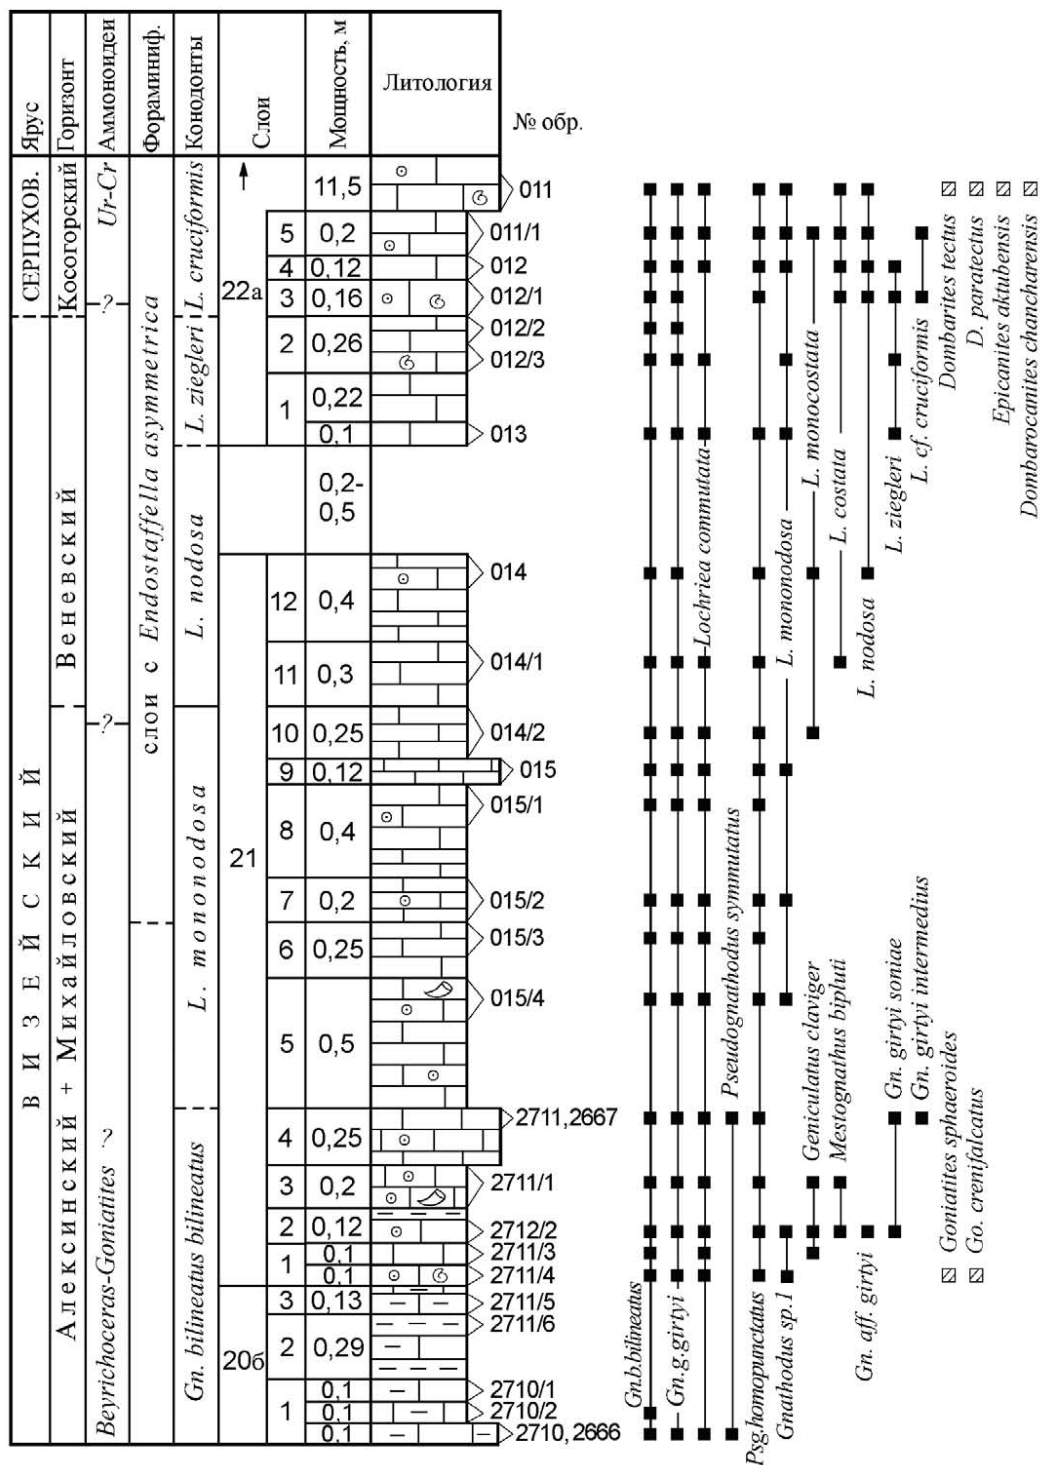 Ярус
Горизонт
Аммоноидеи
Фораминиф.
Конодонты
Слои
Мощность, м
Литология
№ обр.
СЕРПУХОВ.
ВИЗЕЙСКИЙ
Косогорский
Веневский
Алексинский + Михайловский
Ur-Cr
?
?
Beyrichoceras-Goniatites ?
слои с Endostaffella asymmetrica
L. cruciformis
L. ziegleri
L. nodosa
L. mononodosa
Gn. bilineatus bilineatus
22а
21
20б
11,5 011
5 0,2 011/1
4 0,12 012
3 0,16 012/1
2 0,26 012/2
012/3
1 0,22
0,1 013
0,2-
0,5
12 0,4 014
11 0,3 014/1
10 0,25 014/2
9 0,12 015
8 0,4 015/1
7 0,2 015/2
6 0,25 015/3
5 0,5 015/4
4 0,25 2711,2667
3 0,2 2711/1
2 0,12 2712/2
1 0,1 2711/3
0,1 2711/4
3 0,13 2711/5
2 0,29 2711/6
1 0,1 2710/1
0,1 2710/2
0,1 2710, 2666
Gn.b.bilineatus
Gn.g.girtyi
Lochriea commutata
Pseudognathodus symmutatus
Psg.homopunctatus
L. mononodosa
Gnathodus sp.1
L. monocostata
Geniculatus claviger
L. costata
Mestognathus bipluti
L. nodosa
Gn. aff. girtyi
L. ziegleri
Gn. girtyi soniae
L. cf. cruciformis
Gn. girtyi intermedius
Dombarites tectus
D. paratectus
Epicanites aktubensis
Dombarocanites chancharensis
Goniatites sphaeroides
Go. crenifalcatus